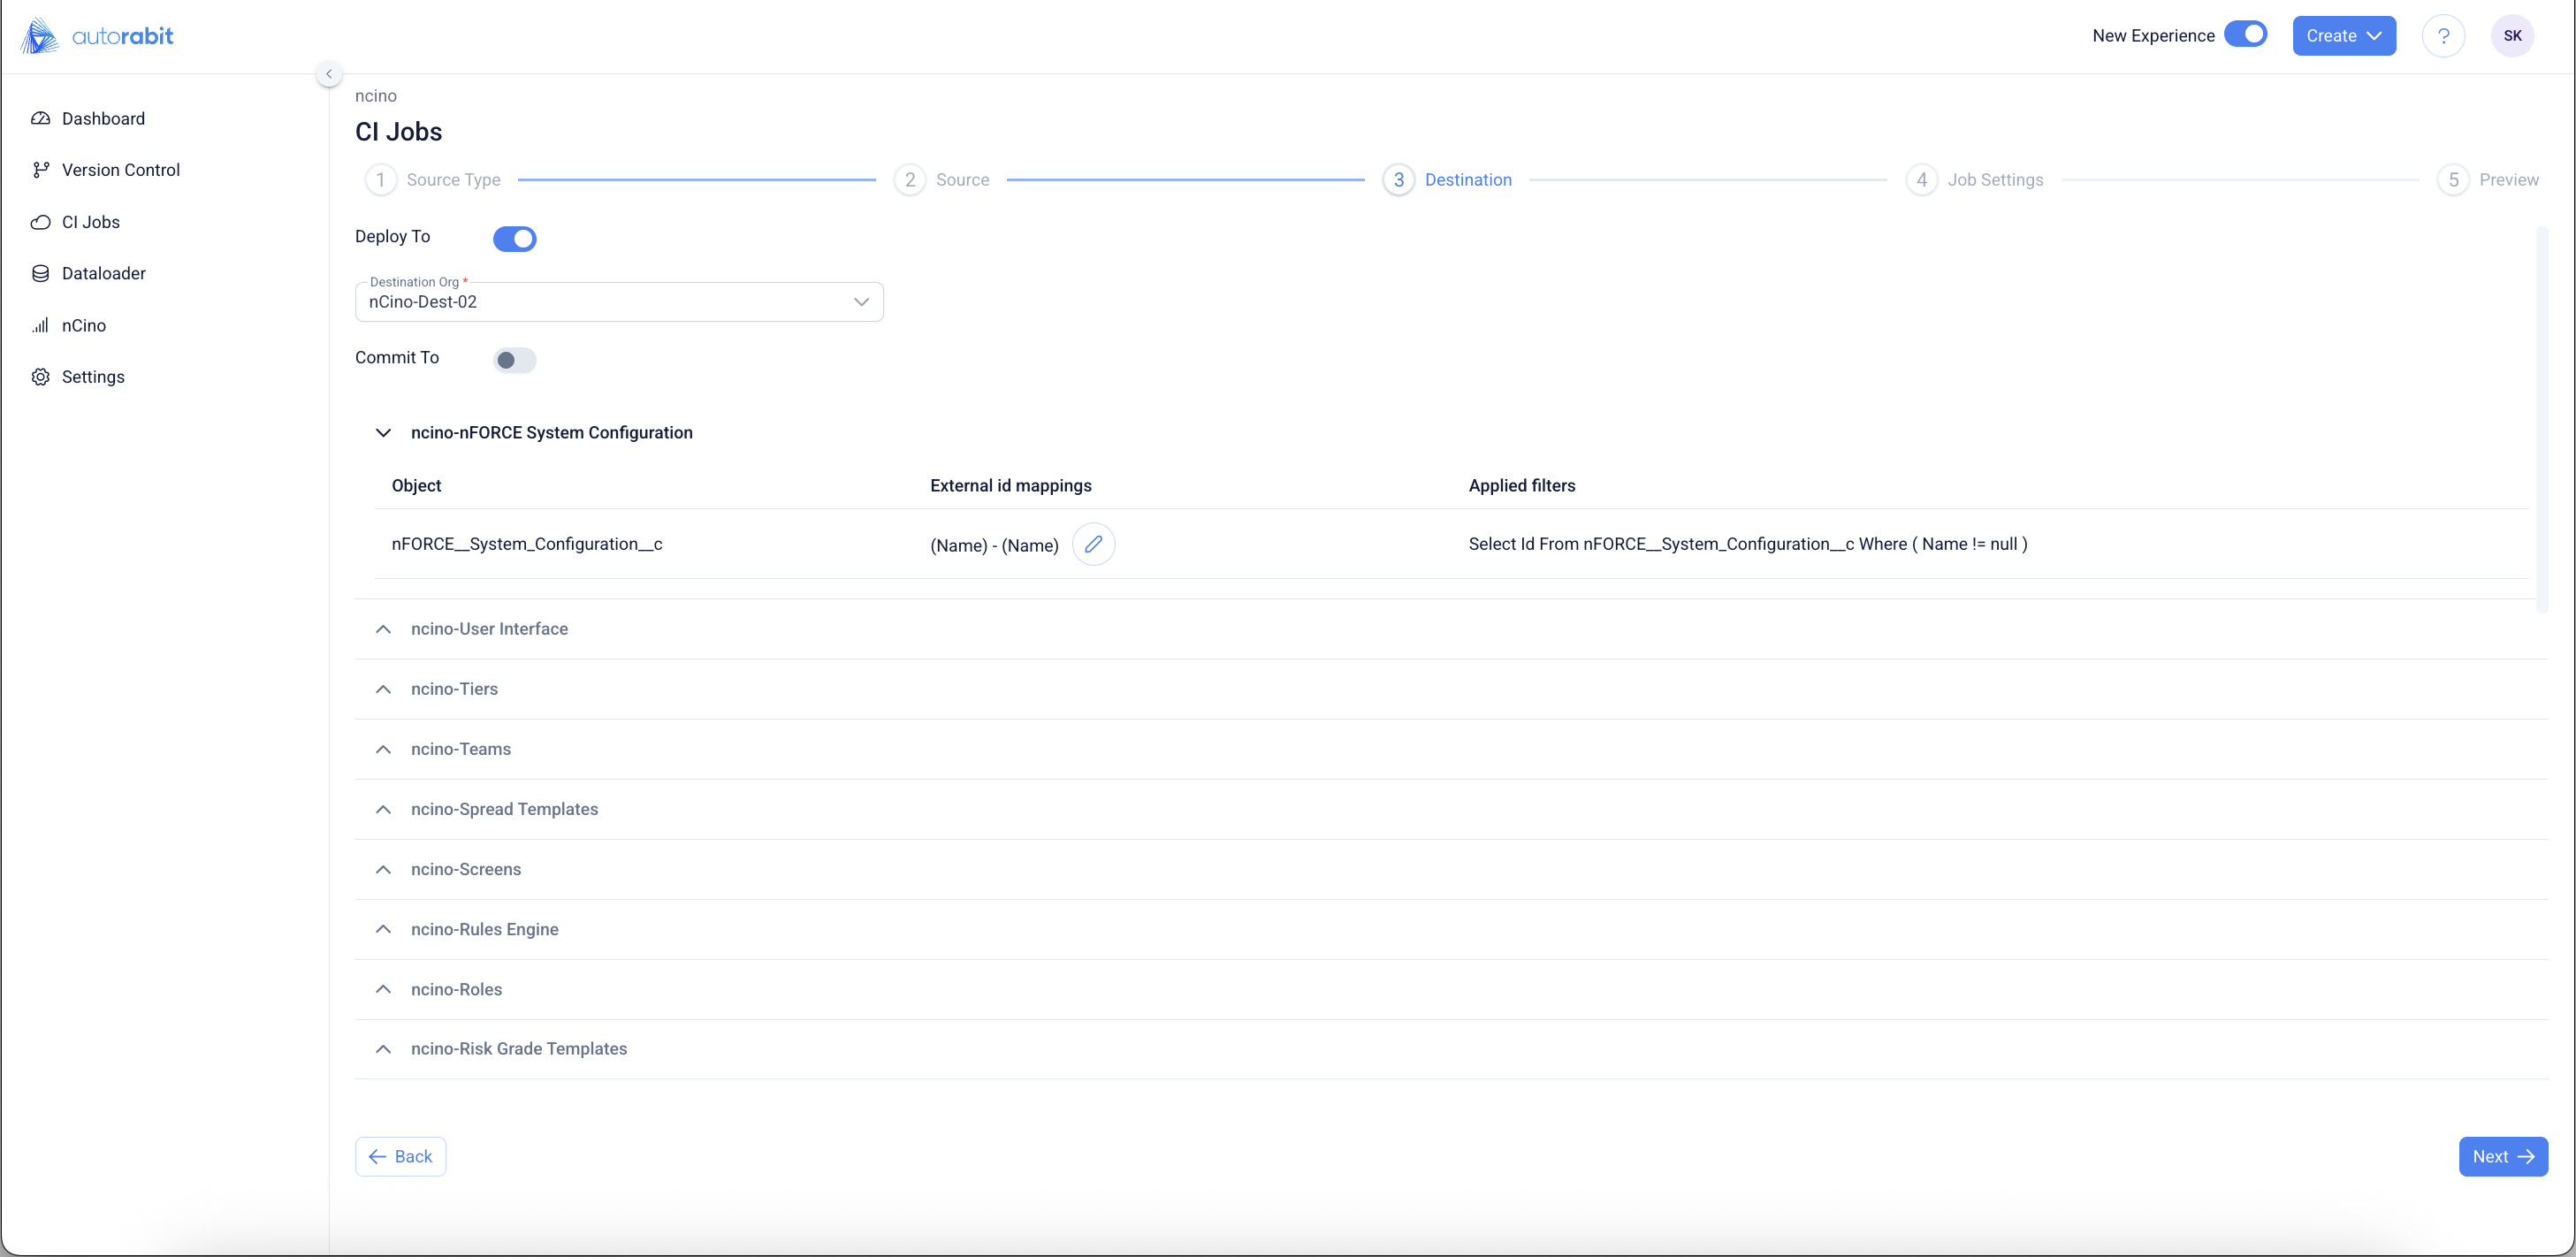 autorabit
New Experience
Create
?
SK
Dashboard
Version Control
CI Jobs
Dataloader
nCino
Settings
ncino
CI Jobs
1 Source Type
2 Source
3 Destination
4 Job Settings
5 Preview
Deploy To
Destination Org *
nCino-Dest-02
Commit To
ncino-nFORCE System Configuration
Object External id mappings Applied filters
nFORCE__System_Configuration__c (Name) - (Name) Select Id From nFORCE__System_Configuration__c Where ( Name != null )
ncino-User Interface
ncino-Tiers
ncino-Teams
ncino-Spread Templates
ncino-Screens
ncino-Rules Engine
ncino-Roles
ncino-Risk Grade Templates
Back
Next